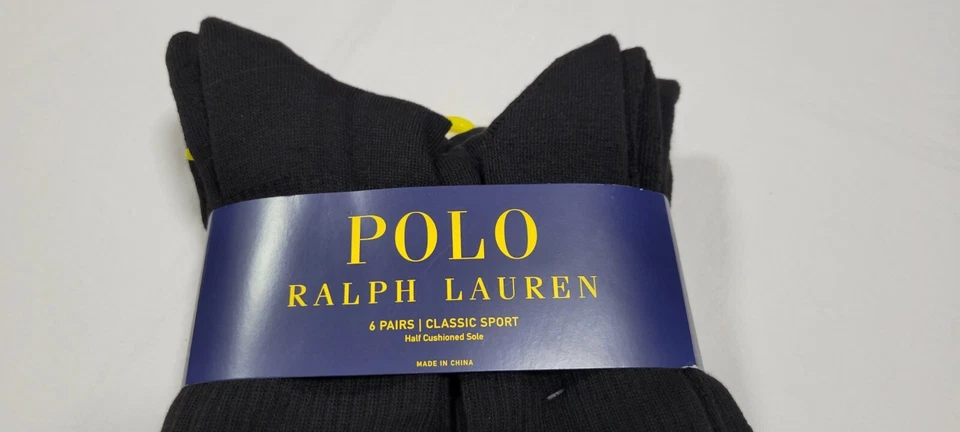 POLO
RALPH LAUREN
6 PAIRS | CLASSIC SPORT
Half Cushioned Sole
MADE IN CHINA